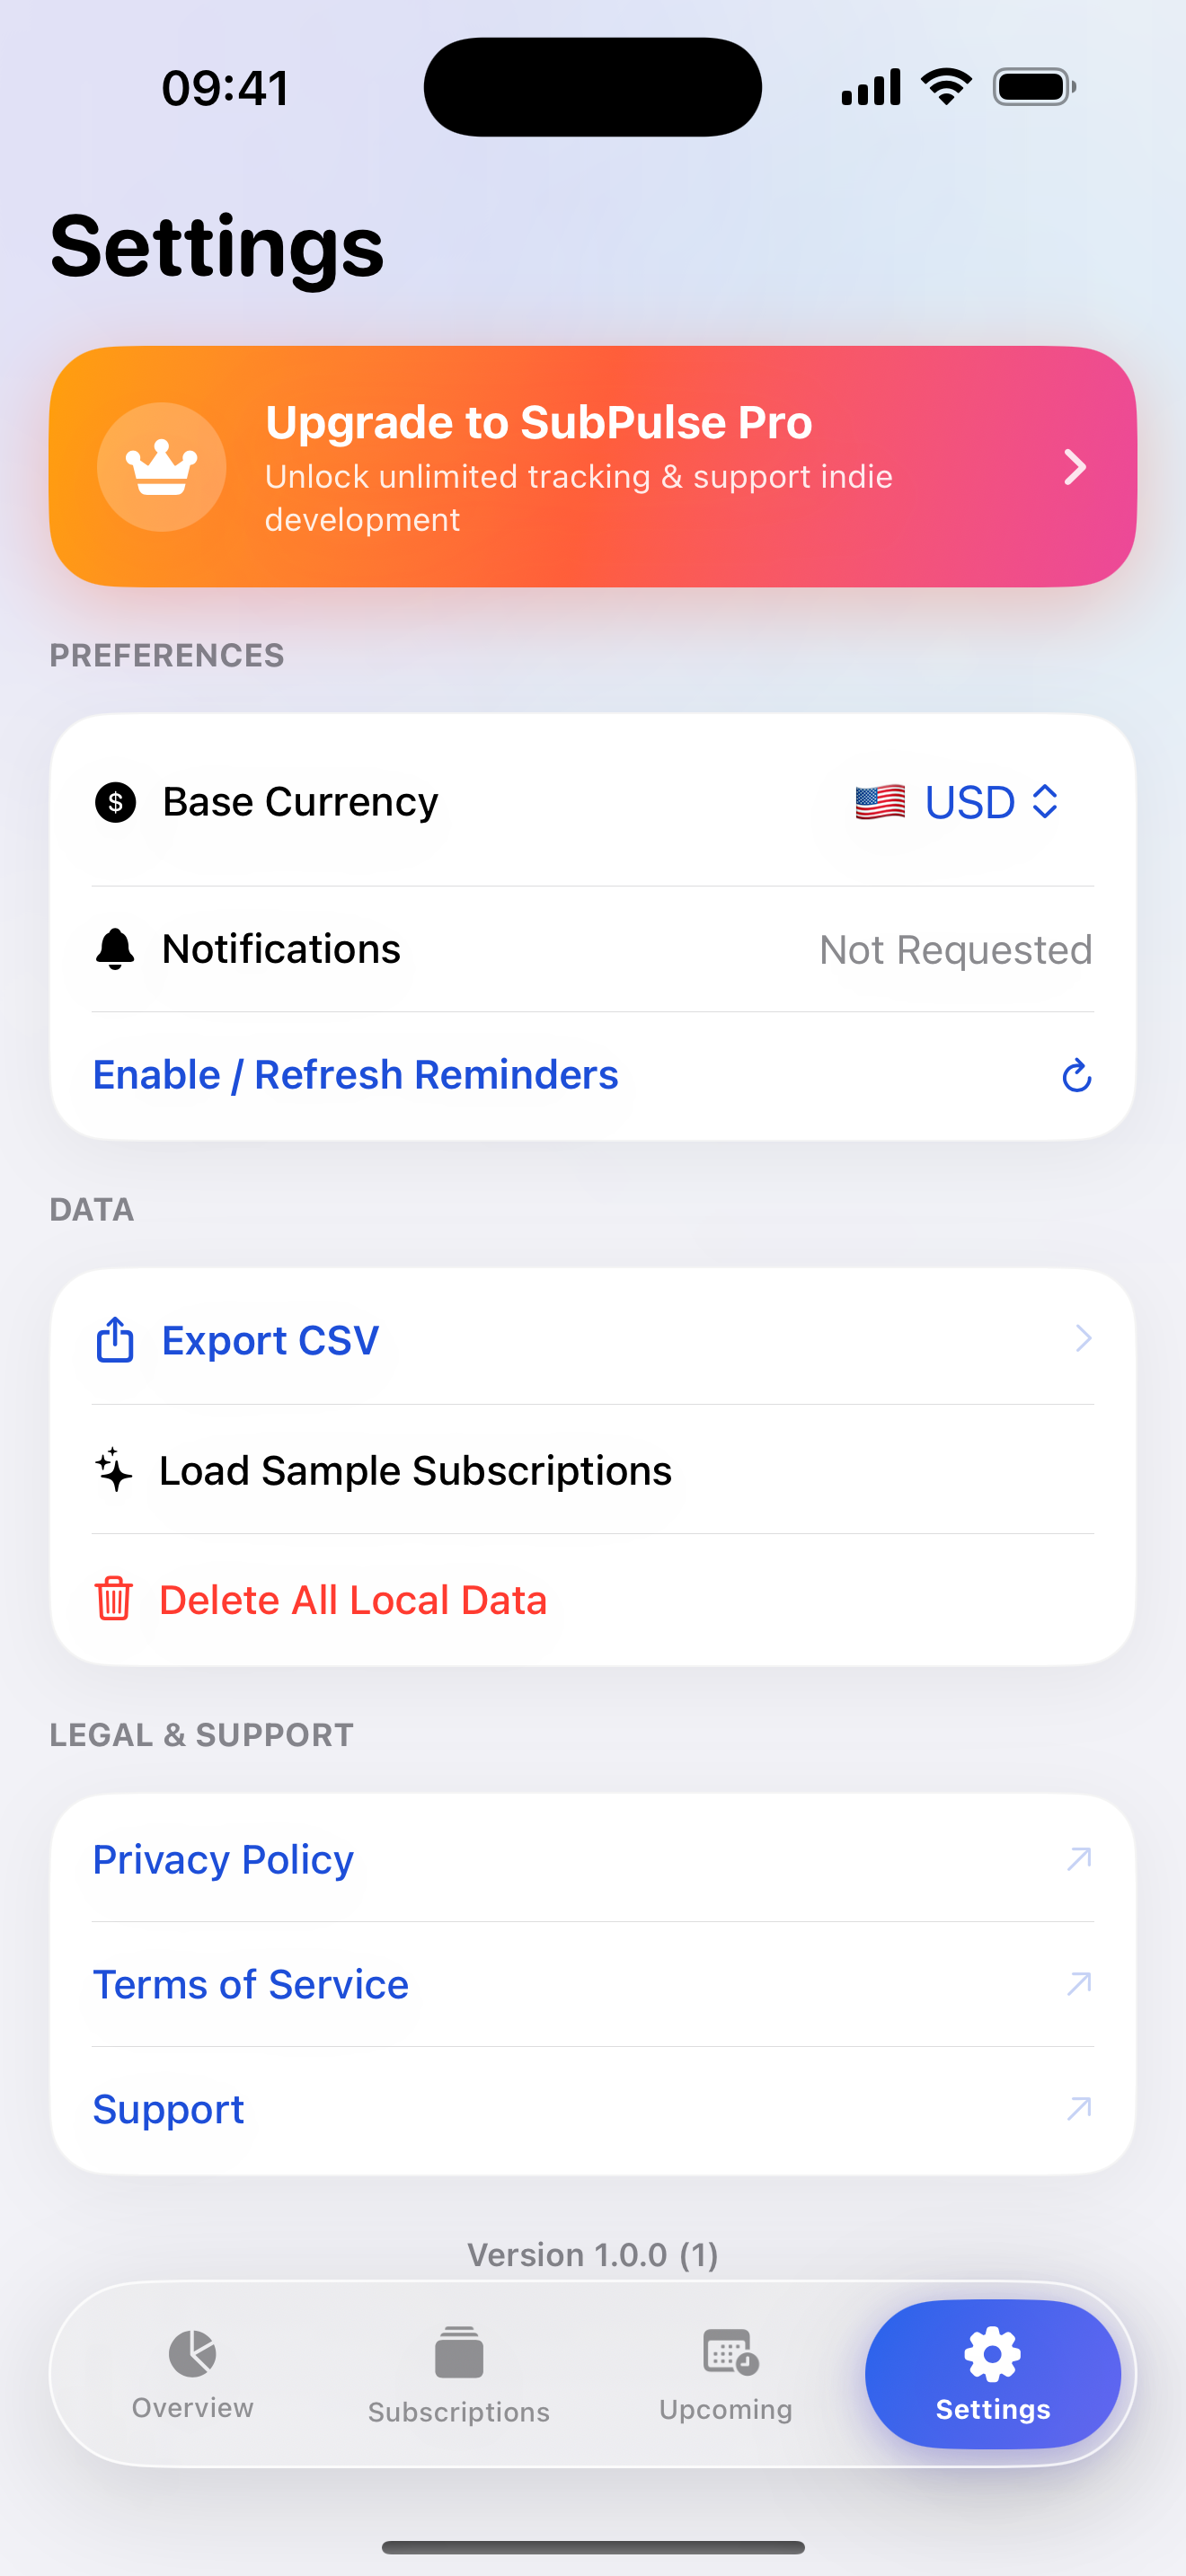 09:41
Settings
Upgrade to SubPulse Pro
Unlock unlimited tracking & support indie
development
PREFERENCES
$ Base Currency USD
Notifications Not Requested
Enable / Refresh Reminders
DATA
Export CSV
Load Sample Subscriptions
Delete All Local Data
LEGAL & SUPPORT
Privacy Policy
Terms of Service
Support
Version 1.0.0 (1)
Overview Subscriptions Upcoming Settings